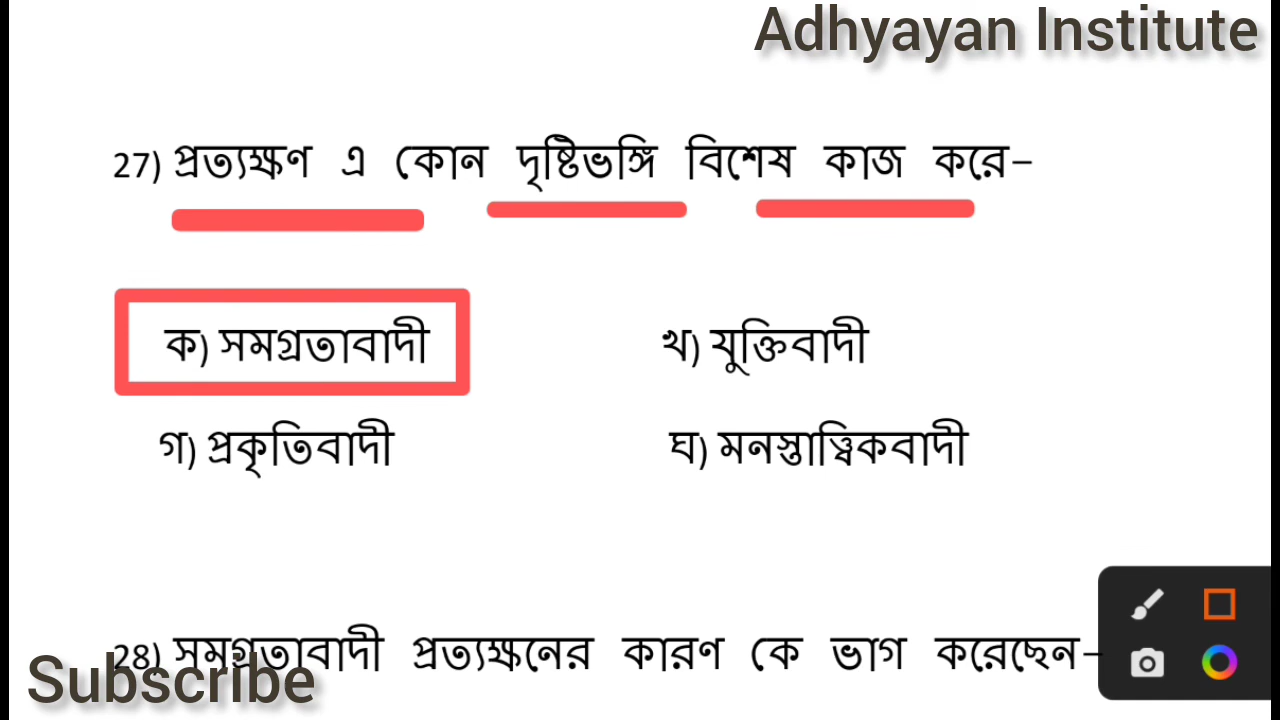 Adhyayan Institute
27) প্রত্যক্ষণ এ কোন দৃষ্টিভঙ্গি বিশেষ কাজ করে–
ক) সমগ্রতাবাদী খ) যুক্তিবাদী
গ) প্রকৃতিবাদী ঘ) মনস্তাত্ত্বিকবাদী
28) সমগ্রতাবাদী প্রত্যক্ষনের কারণ কে ভাগ করেছেন–
Subscribe